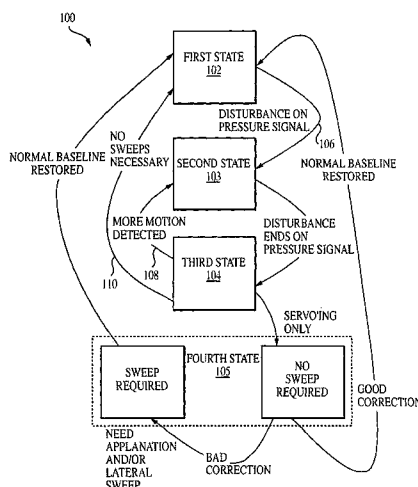 100
FIRST STATE
102
DISTURBANCE ON
PRESSURE SIGNAL
106
NO
SWEEPS
NECESSARY
NORMAL BASELINE
RESTORED
NORMAL BASELINE
RESTORED
SECOND STATE
103
MORE MOTION
DETECTED
108
110
DISTURBANCE
ENDS ON
PRESSURE SIGNAL
THIRD STATE
104
SERVO'ING
ONLY
FOURTH STATE
105
SWEEP
REQUIRED
NO
SWEEP
REQUIRED
GOOD
CORRECTION
NEED
APPLANATION
AND/OR
LATERAL
SWEEP
BAD
CORRECTION